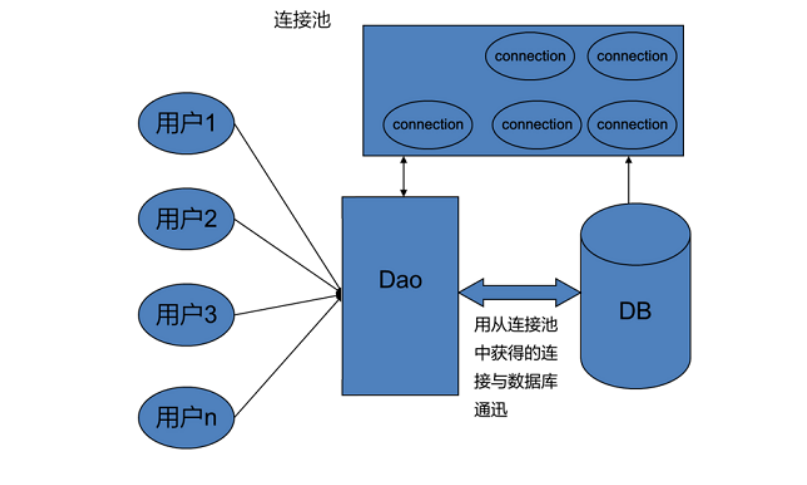 连接池
connection
connection
connection
connection
connection
用户1
用户2
用户3
用户n
Dao
用从连接池
中获得的连
接与数据库
通迅
DB